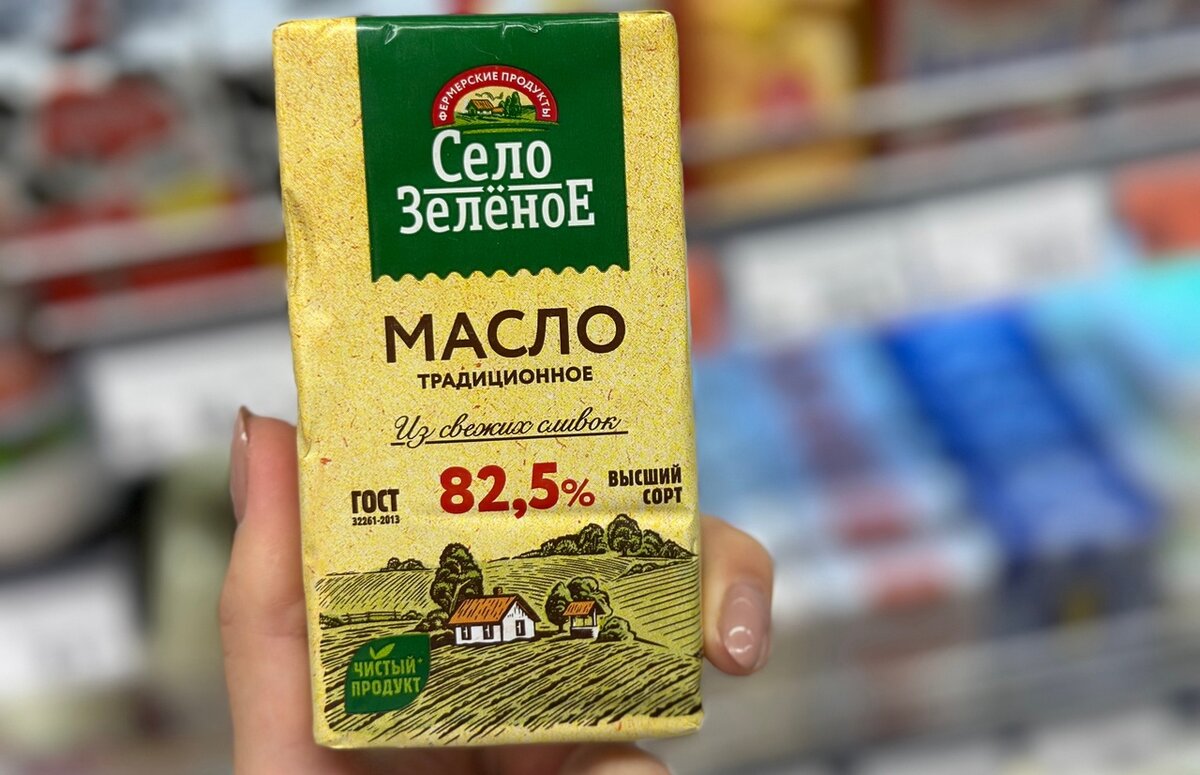 ФЕРМЕРСКИЕ ПРОДУКТЫ
Село
ЗелёноЕ
МАСЛО
ТРАДИЦИОННОЕ
Из свежих сливок
ГОСТ
32261-2013
82,5%
ВЫСШИЙ
СОРТ
ЧИСТЫЙ*
ПРОДУКТ